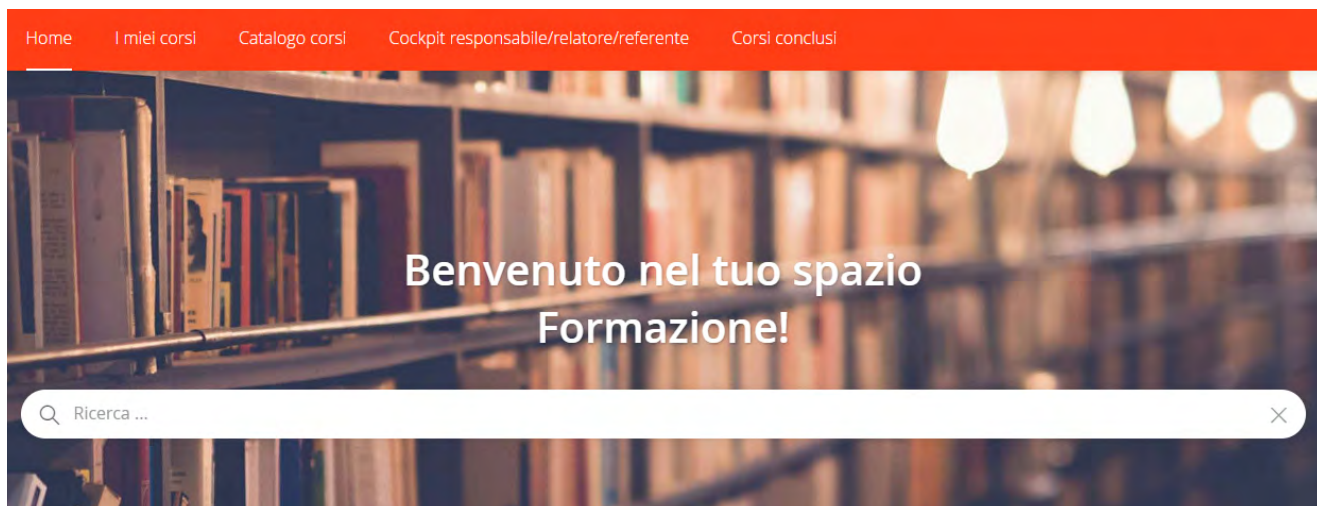 Home I miei corsi Catalogo corsi Cockpit responsabile/relatore/referente Corsi conclusi
Benvenuto nel tuo spazio
Formazione!
Ricerca ...